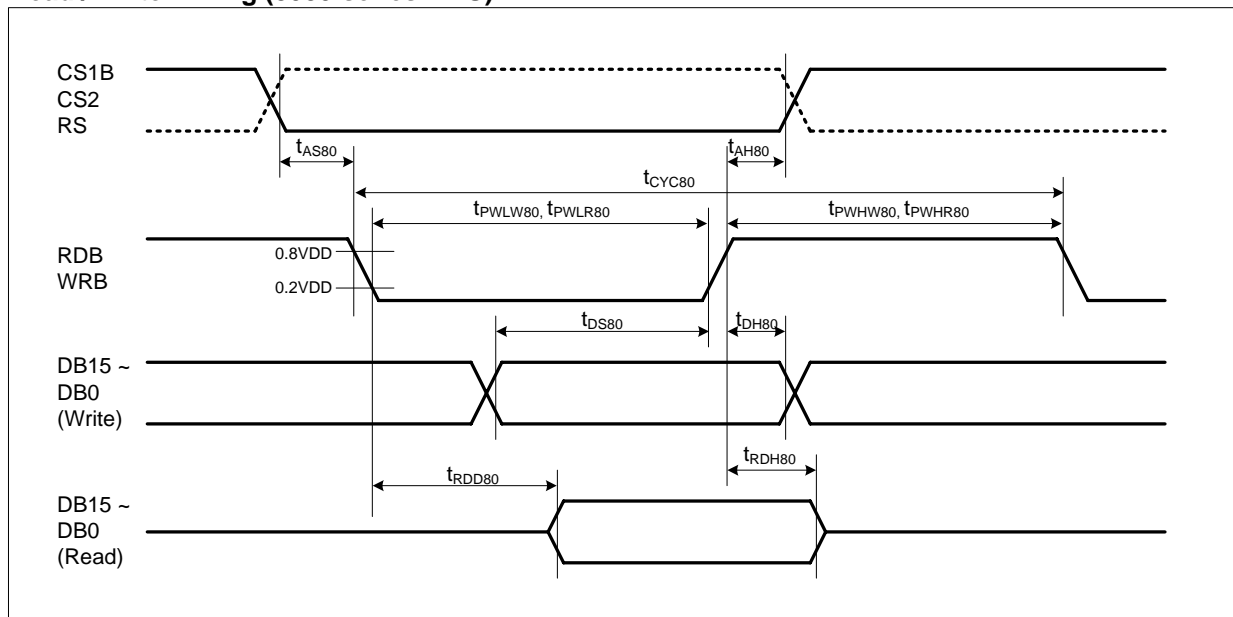 CS1B
CS2
RS
tAS80
tAH80
tCYC80
tPWLW80, tPWLR80
tPWHW80, tPWHR80
RDB
WRB
0.8VDD
0.2VDD
tDS80
tDH80
DB15 ~
DB0
(Write)
tRDD80
tRDH80
DB15 ~
DB0
(Read)